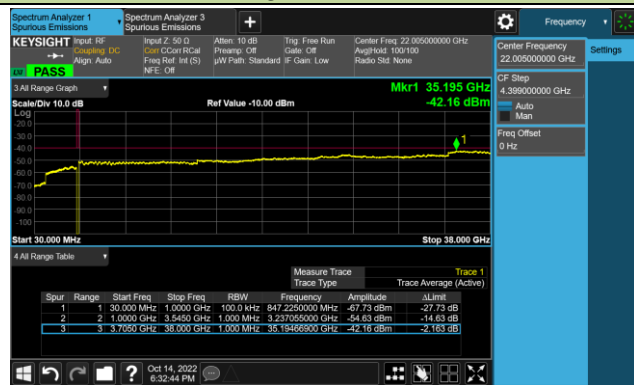 Spectrum Analyzer 1
Spurious Emissions
Spectrum Analyzer 3
Spurious Emissions
Frequency
Settings
KEYSIGHT
Input: RF
Coupling: DC
Align: Auto
Input Z: 50 Ω
Corr CCorr RCal
Freq Ref: Int (S)
NFE: Off
Atten: 10 dB
Preamp: Off
µW Path: Standard
Trig: Free Run
Gate: Off
IF Gain: Low
Center Freq: 22.005000000 GHz
Avg|Hold: 100/100
Radio Std: None
PASS
Center Frequency
22.005000000 GHz
CF Step
4.399000000 GHz
Auto
Man
Freq Offset
0 Hz
3 All Range Graph
Scale/Div 10.0 dB
Ref Value -10.00 dBm
Mkr1 35.195 GHz
-42.16 dBm
Log
-20.0
-30.0
-40.0
-50.0
-60.0
-70.0
-80.0
-90.0
-100
1
Start 30.000 MHz
Stop 38.000 GHz
4 All Range Table
Measure Trace Trace 1
Trace Type Trace Average (Active)
Spur Range Start Freq Stop Freq RBW Frequency Amplitude ΔLimit
1 1 30.000 MHz 1.0000 GHz 100.0 kHz 847.2250000 MHz -67.73 dBm -27.73 dB
2 2 1.0000 GHz 3.5450 GHz 1.000 MHz 3.237055000 GHz -54.63 dBm -14.63 dB
3 3 3.7050 GHz 38.000 GHz 1.000 MHz 35.19466900 GHz -42.16 dBm -2.163 dB
Oct 14, 2022
6:32:44 PM